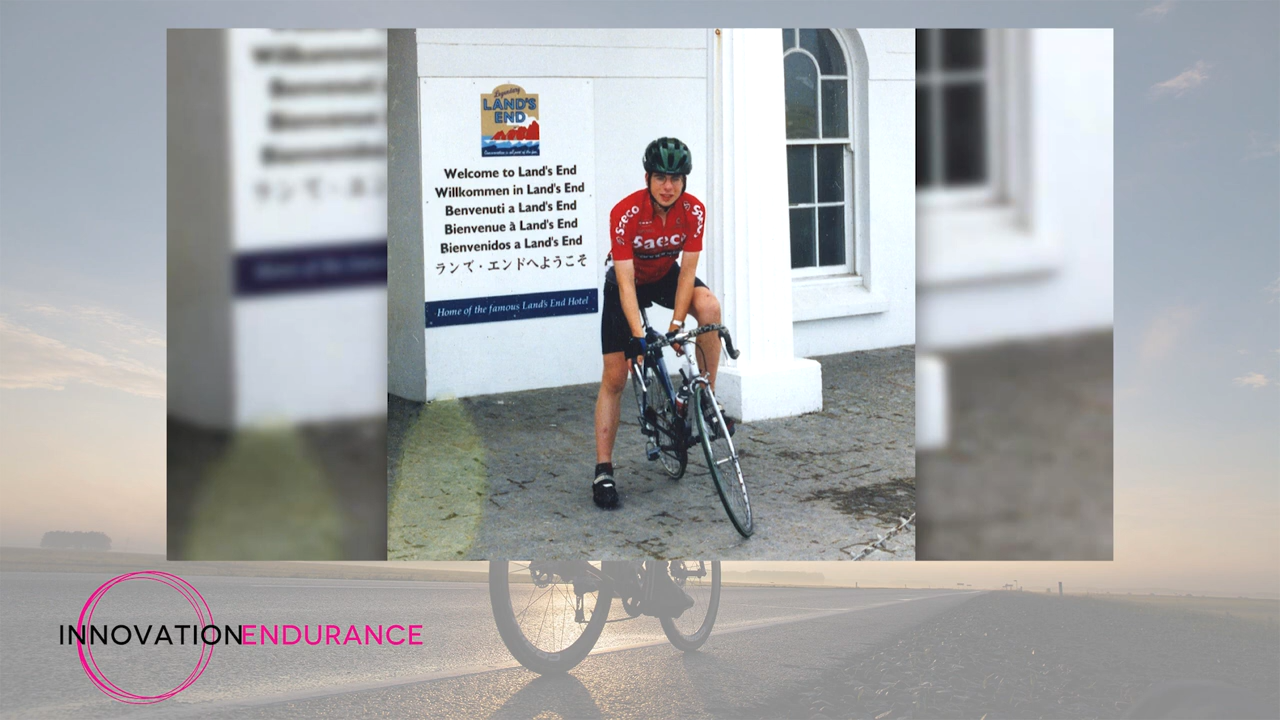 Legendary
LAND'S
END
Welcome to Land's End
Willkommen in Land's End
Benvenuti a Land's End
Bienvenue à Land's End
Bienvenidos a Land's End
ランズ・エンドへようこそ
Home of the famous Land's End Hotel
Saeco
Saeco
Saeco
INNOVATIONENDURANCE